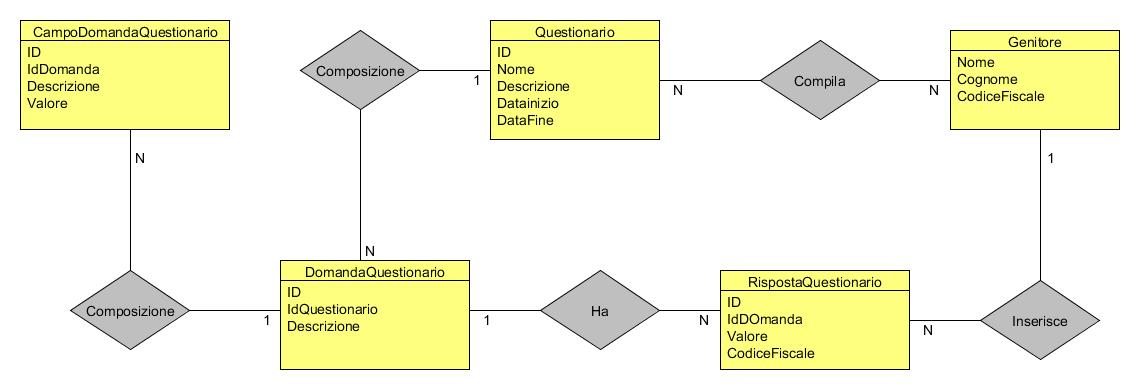 CampoDomandaQuestionario
ID
IdDomanda
Descrizione
Valore
N
Composizione
1
Composizione
1
N
Questionario
ID
Nome
Descrizione
Datainizio
DataFine
N
Compila
N
Genitore
Nome
Cognome
CodiceFiscale
1
DomandaQuestionario
ID
IdQuestionario
Descrizione
1
Ha
N
RispostaQuestionario
ID
IdDOmanda
Valore
CodiceFiscale
N
Inserisce